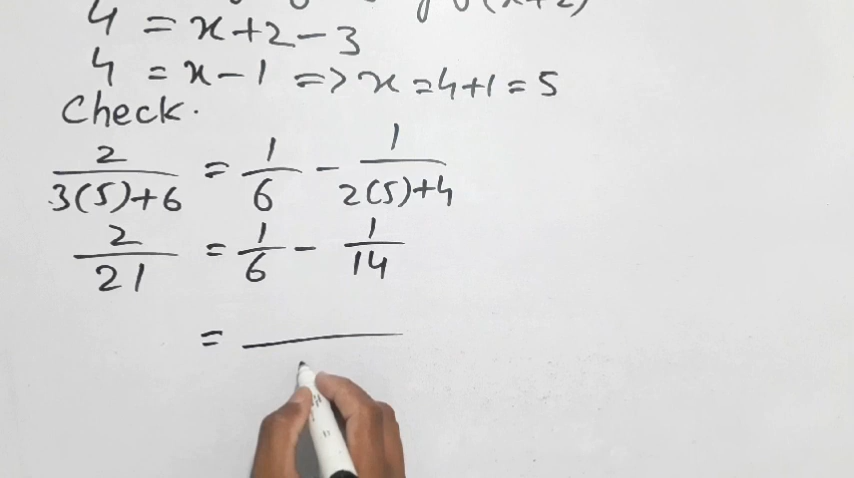 (x+2)
4 = x+2-3
4 = x-1 => x = 4+1 = 5
Check.
2/(3(5)+6) = 1/6 - 1/(2(5)+4)
2/21 = 1/6 - 1/14
=